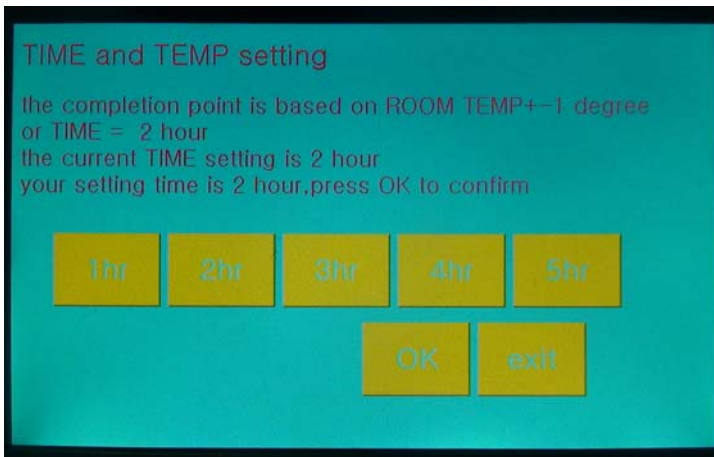 TIME and TEMP setting
the completion point is based on ROOM TEMP+-1 degree
or TIME = 2 hour
the current TIME setting is 2 hour
your setting time is 2 hour,press OK to confirm
1hr 2hr 3hr 4hr 5hr
OK exit